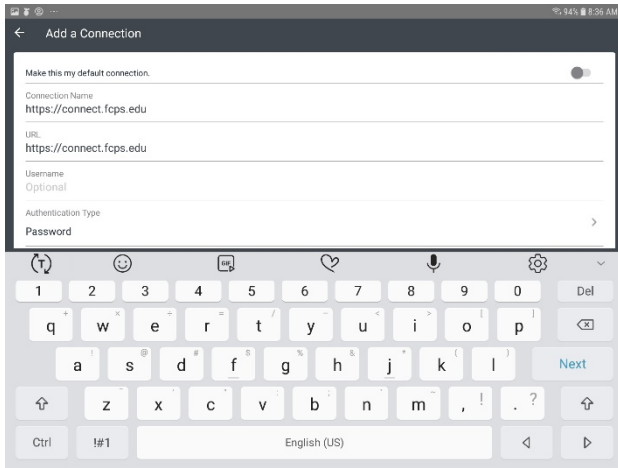 94% 8:36 AM
Add a Connection
Make this my default connection.
Connection Name
https://connect.fcps.edu
URL
https://connect.fcps.edu
Username
Optional
Authentication Type
Password
T GIF
1 2 3 4 5 6 7 8 9 0 Del
q w e r t y u i o p
a s d f g h j k l Next
z x c v b n m , ! . ?
Ctrl !#1 English (US)